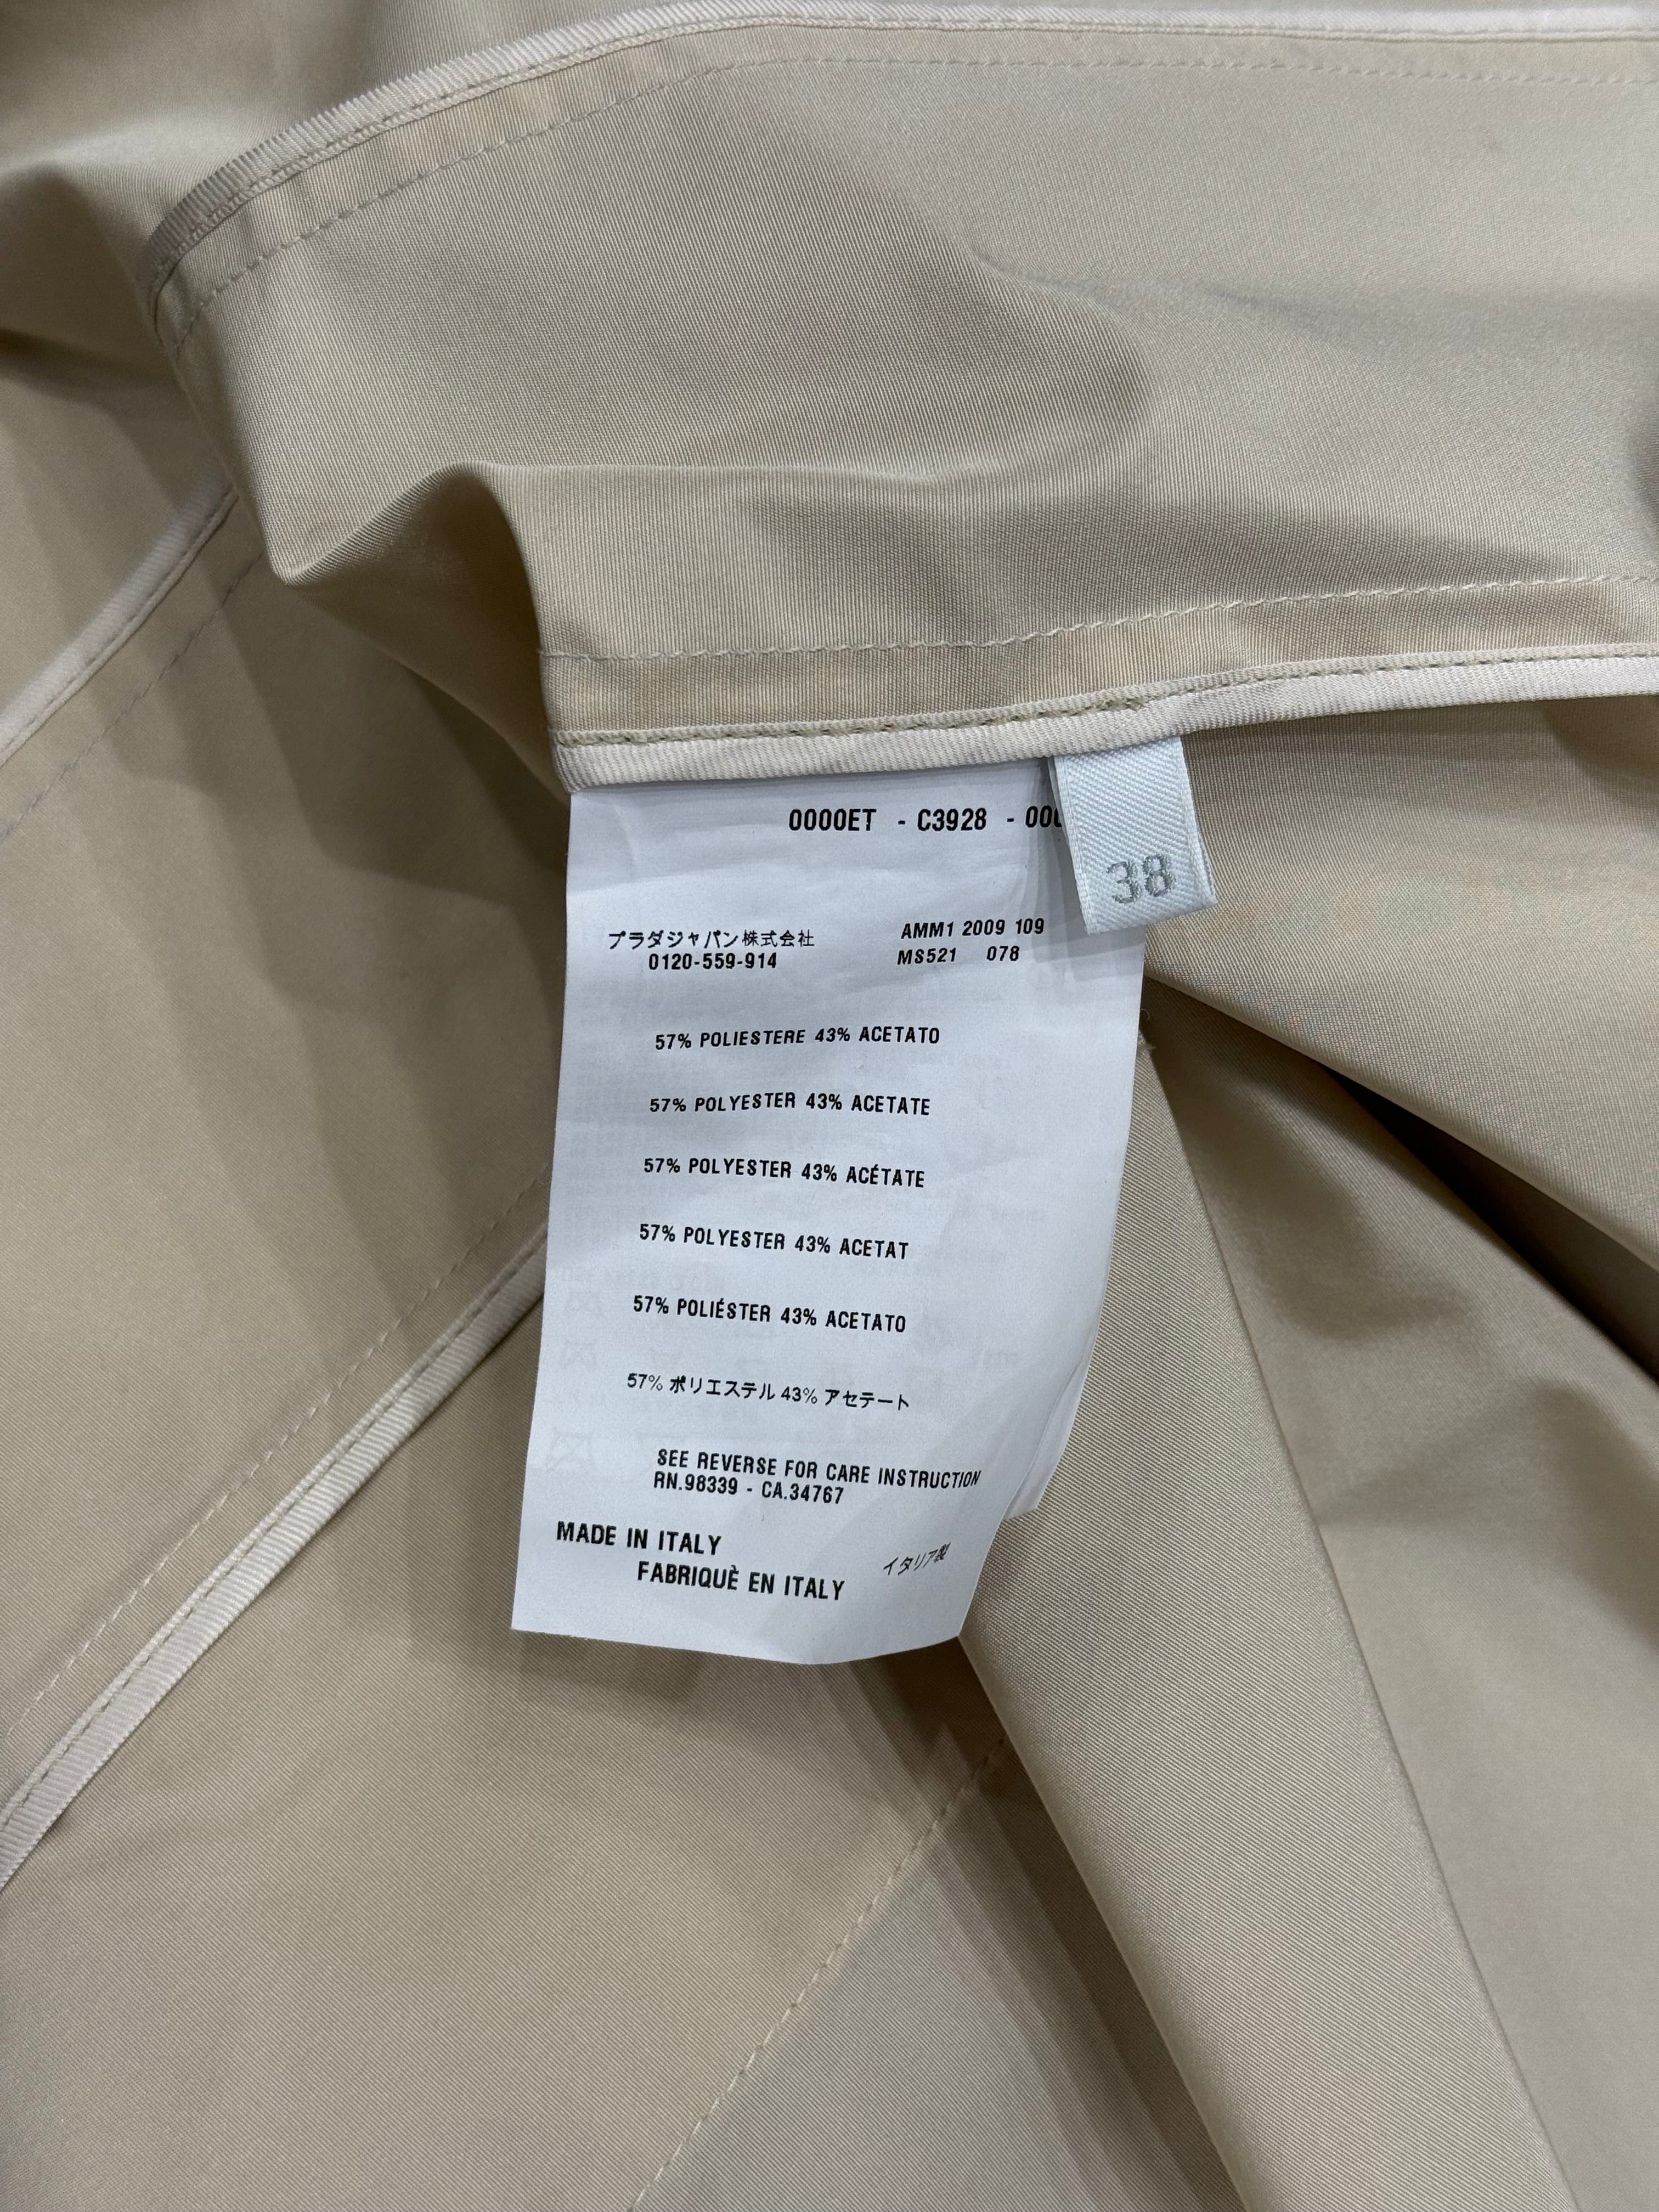 0000ET - C3928 -
38
プラダジャパン株式会社
0120-559-914
AMM1 2009 109
MS521 078
57% POLIESTERE 43% ACETATO
57% POLYESTER 43% ACETATE
57% POLYESTER 43% ACÉTATE
57% POLYESTER 43% ACETAT
57% POLIÉSTER 43% ACETATO
57% ポリエステル 43% アセテート
SEE REVERSE FOR CARE INSTRUCTION
RN.98339 - CA.34767
MADE IN ITALY
FABRIQUÈ EN ITALY
イタリア製